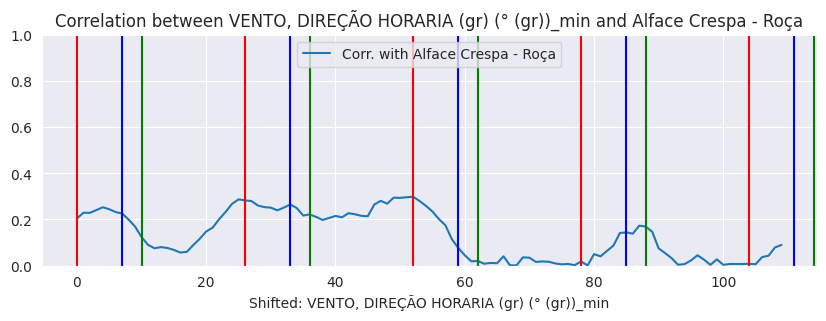 Correlation between VENTO, DIREÇÃO HORARIA (gr) (° (gr))_min and Alface Crespa - Roça
1.0
Corr. with Alface Crespa - Roça
0.8
0.6
0.4
0.2
0.0
0 20 40 60 80 100
Shifted: VENTO, DIREÇÃO HORARIA (gr) (° (gr))_min